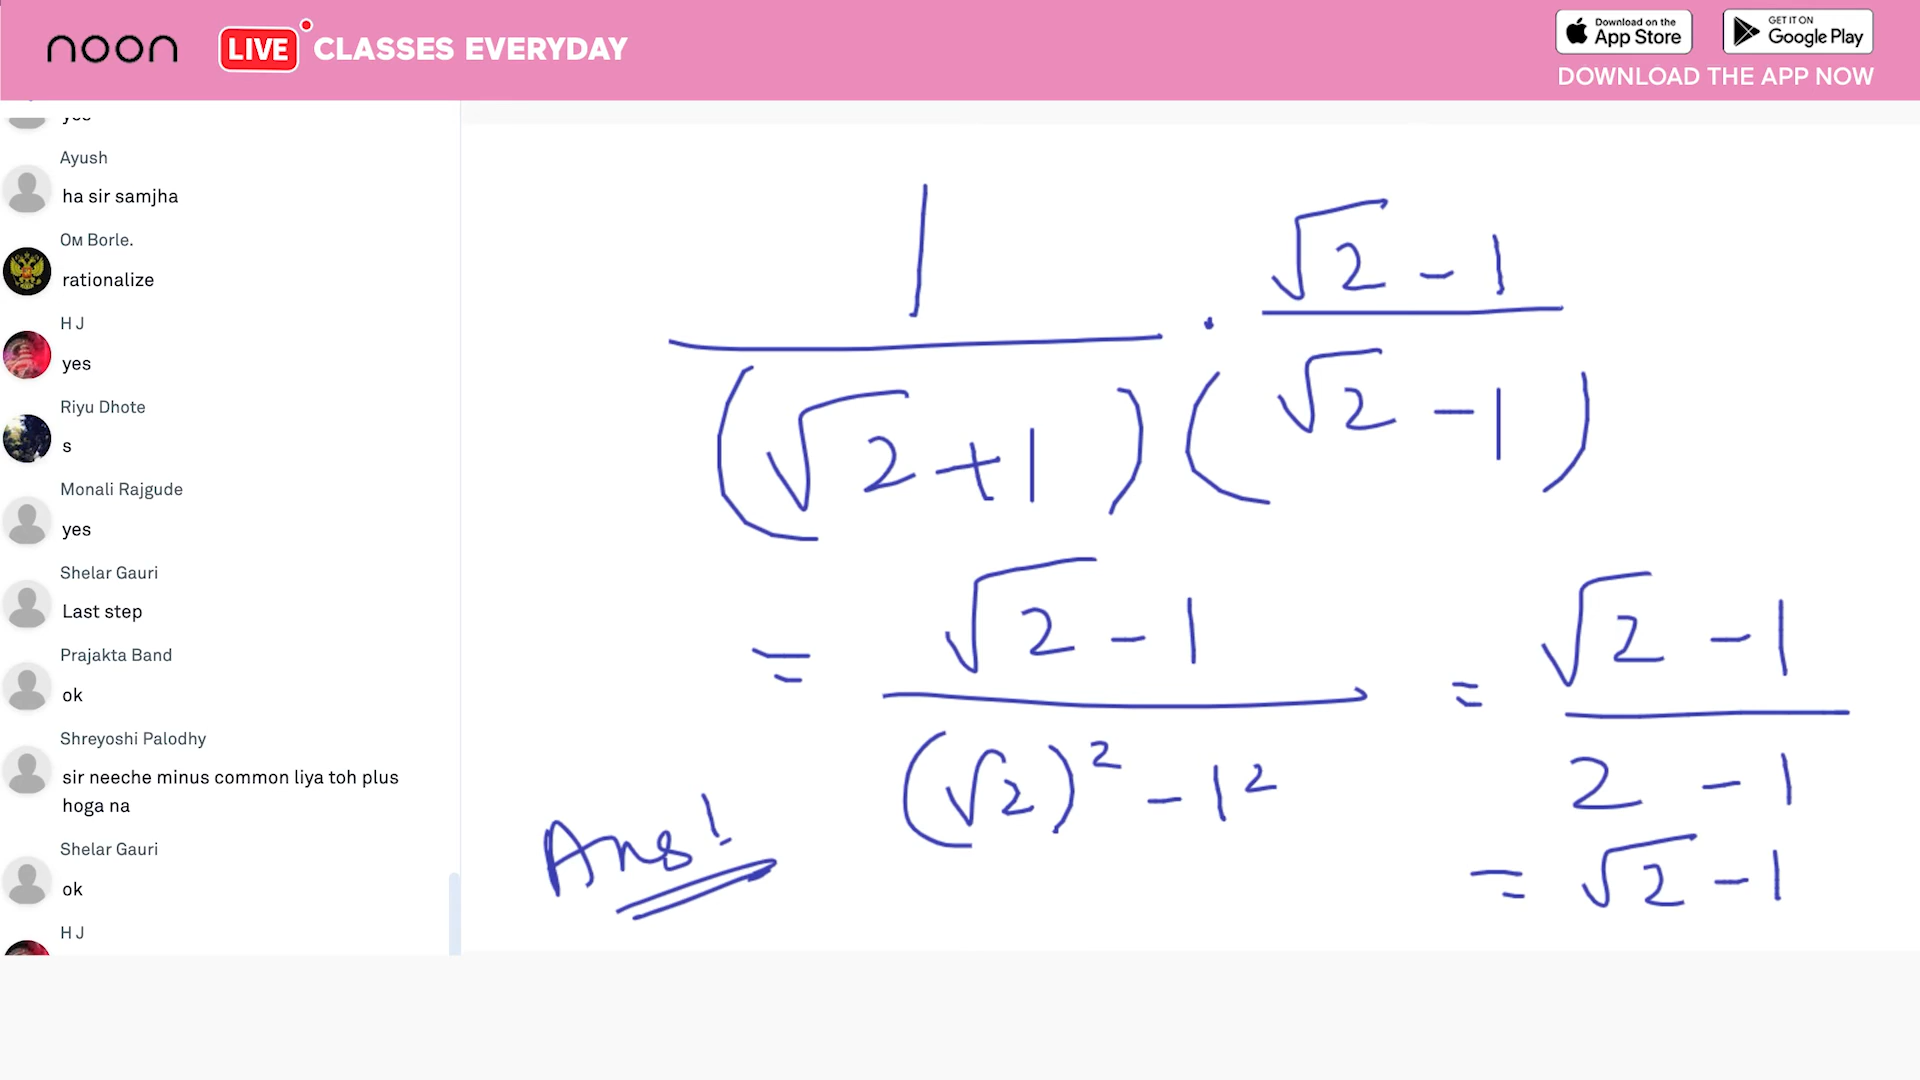 noon LIVE CLASSES EVERYDAY
Download on the App Store
GET IT ON Google Play
DOWNLOAD THE APP NOW
yes
Ayush
ha sir samjha
Oм Borle.
rationalize
H J
yes
Riyu Dhote
s
Monali Rajgude
yes
Shelar Gauri
Last step
Prajakta Band
ok
Shreyoshi Palodhy
sir neeche minus common liya toh plus
hoga na
Shelar Gauri
ok
H J
1 · √2 - 1
(√2 + 1) (√2 - 1)
= √2 - 1 = √2 - 1
(√2)² - 1² 2 - 1
Ans! = √2 - 1